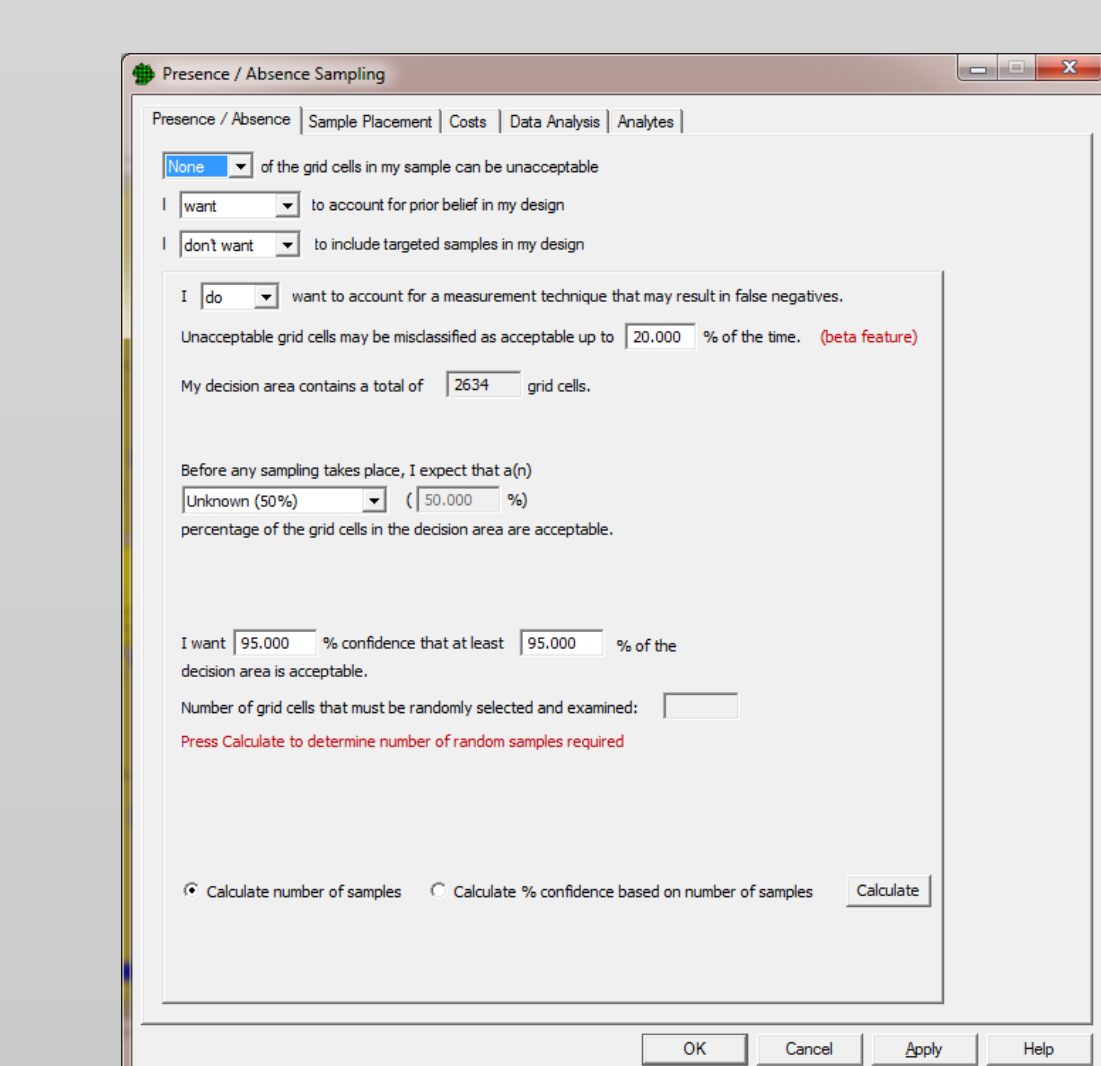 Presence / Absence Sampling
Presence / Absence Sample Placement Costs Data Analysis Analytes
None of the grid cells in my sample can be unacceptable
I want to account for prior belief in my design
I don't want to include targeted samples in my design
I do want to account for a measurement technique that may result in false negatives.
Unacceptable grid cells may be misclassified as acceptable up to 20.000 % of the time. (beta feature)
My decision area contains a total of 2634 grid cells.
Before any sampling takes place, I expect that a(n)
Unknown (50%) ( 50.000 %)
percentage of the grid cells in the decision area are acceptable.
I want 95.000 % confidence that at least 95.000 % of the
decision area is acceptable.
Number of grid cells that must be randomly selected and examined:
Press Calculate to determine number of random samples required
Calculate number of samples Calculate % confidence based on number of samples Calculate
OK Cancel Apply Help